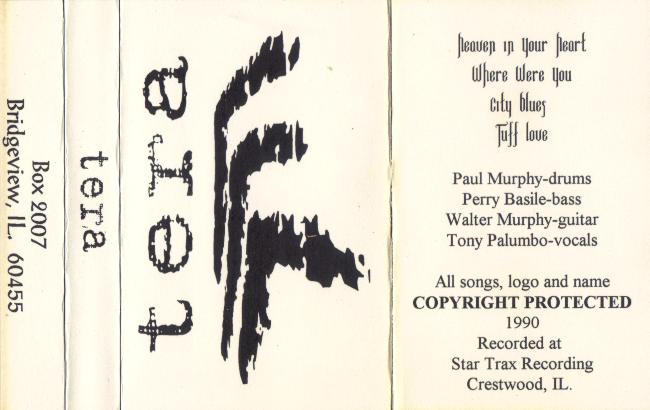 Box 2007
Bridgeview, IL. 60455
tera
tera
Heaven in Your Heart
Where Were You
City Blues
Tuff love
Paul Murphy-drums
Perry Basile-bass
Walter Murphy-guitar
Tony Palumbo-vocals
All songs, logo and name
COPYRIGHT PROTECTED
1990
Recorded at
Star Trax Recording
Crestwood, IL.